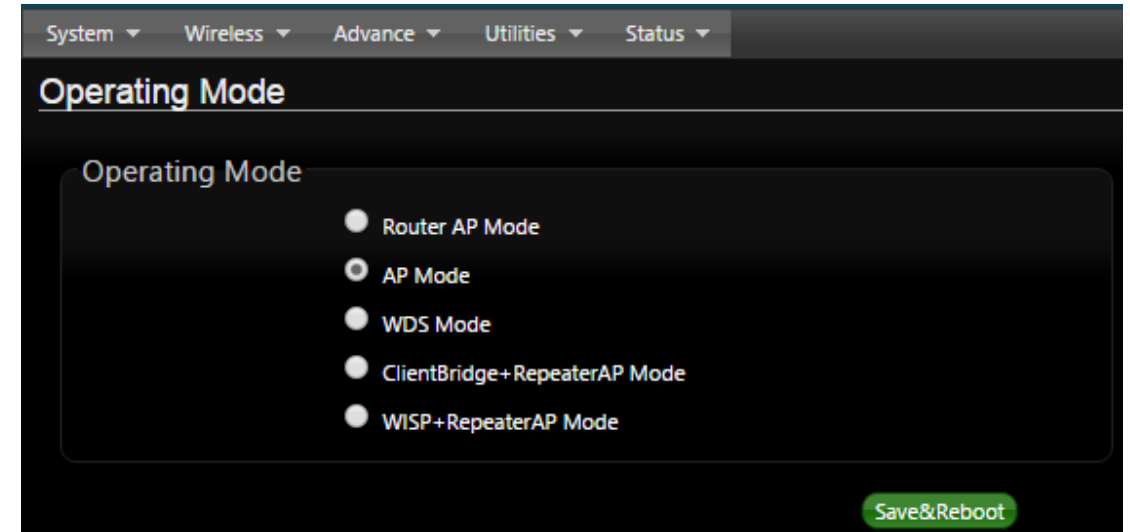 System Wireless Advance Utilities Status
Operating Mode
Operating Mode
Router AP Mode
AP Mode
WDS Mode
ClientBridge+RepeaterAP Mode
WISP+RepeaterAP Mode
Save&Reboot